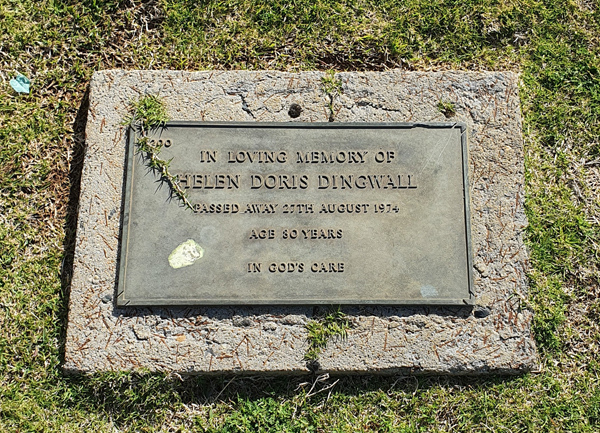 IN LOVING MEMORY OF
HELEN DORIS DINGWALL
PASSED AWAY 27TH AUGUST 1974
AGE 80 YEARS
IN GOD'S CARE